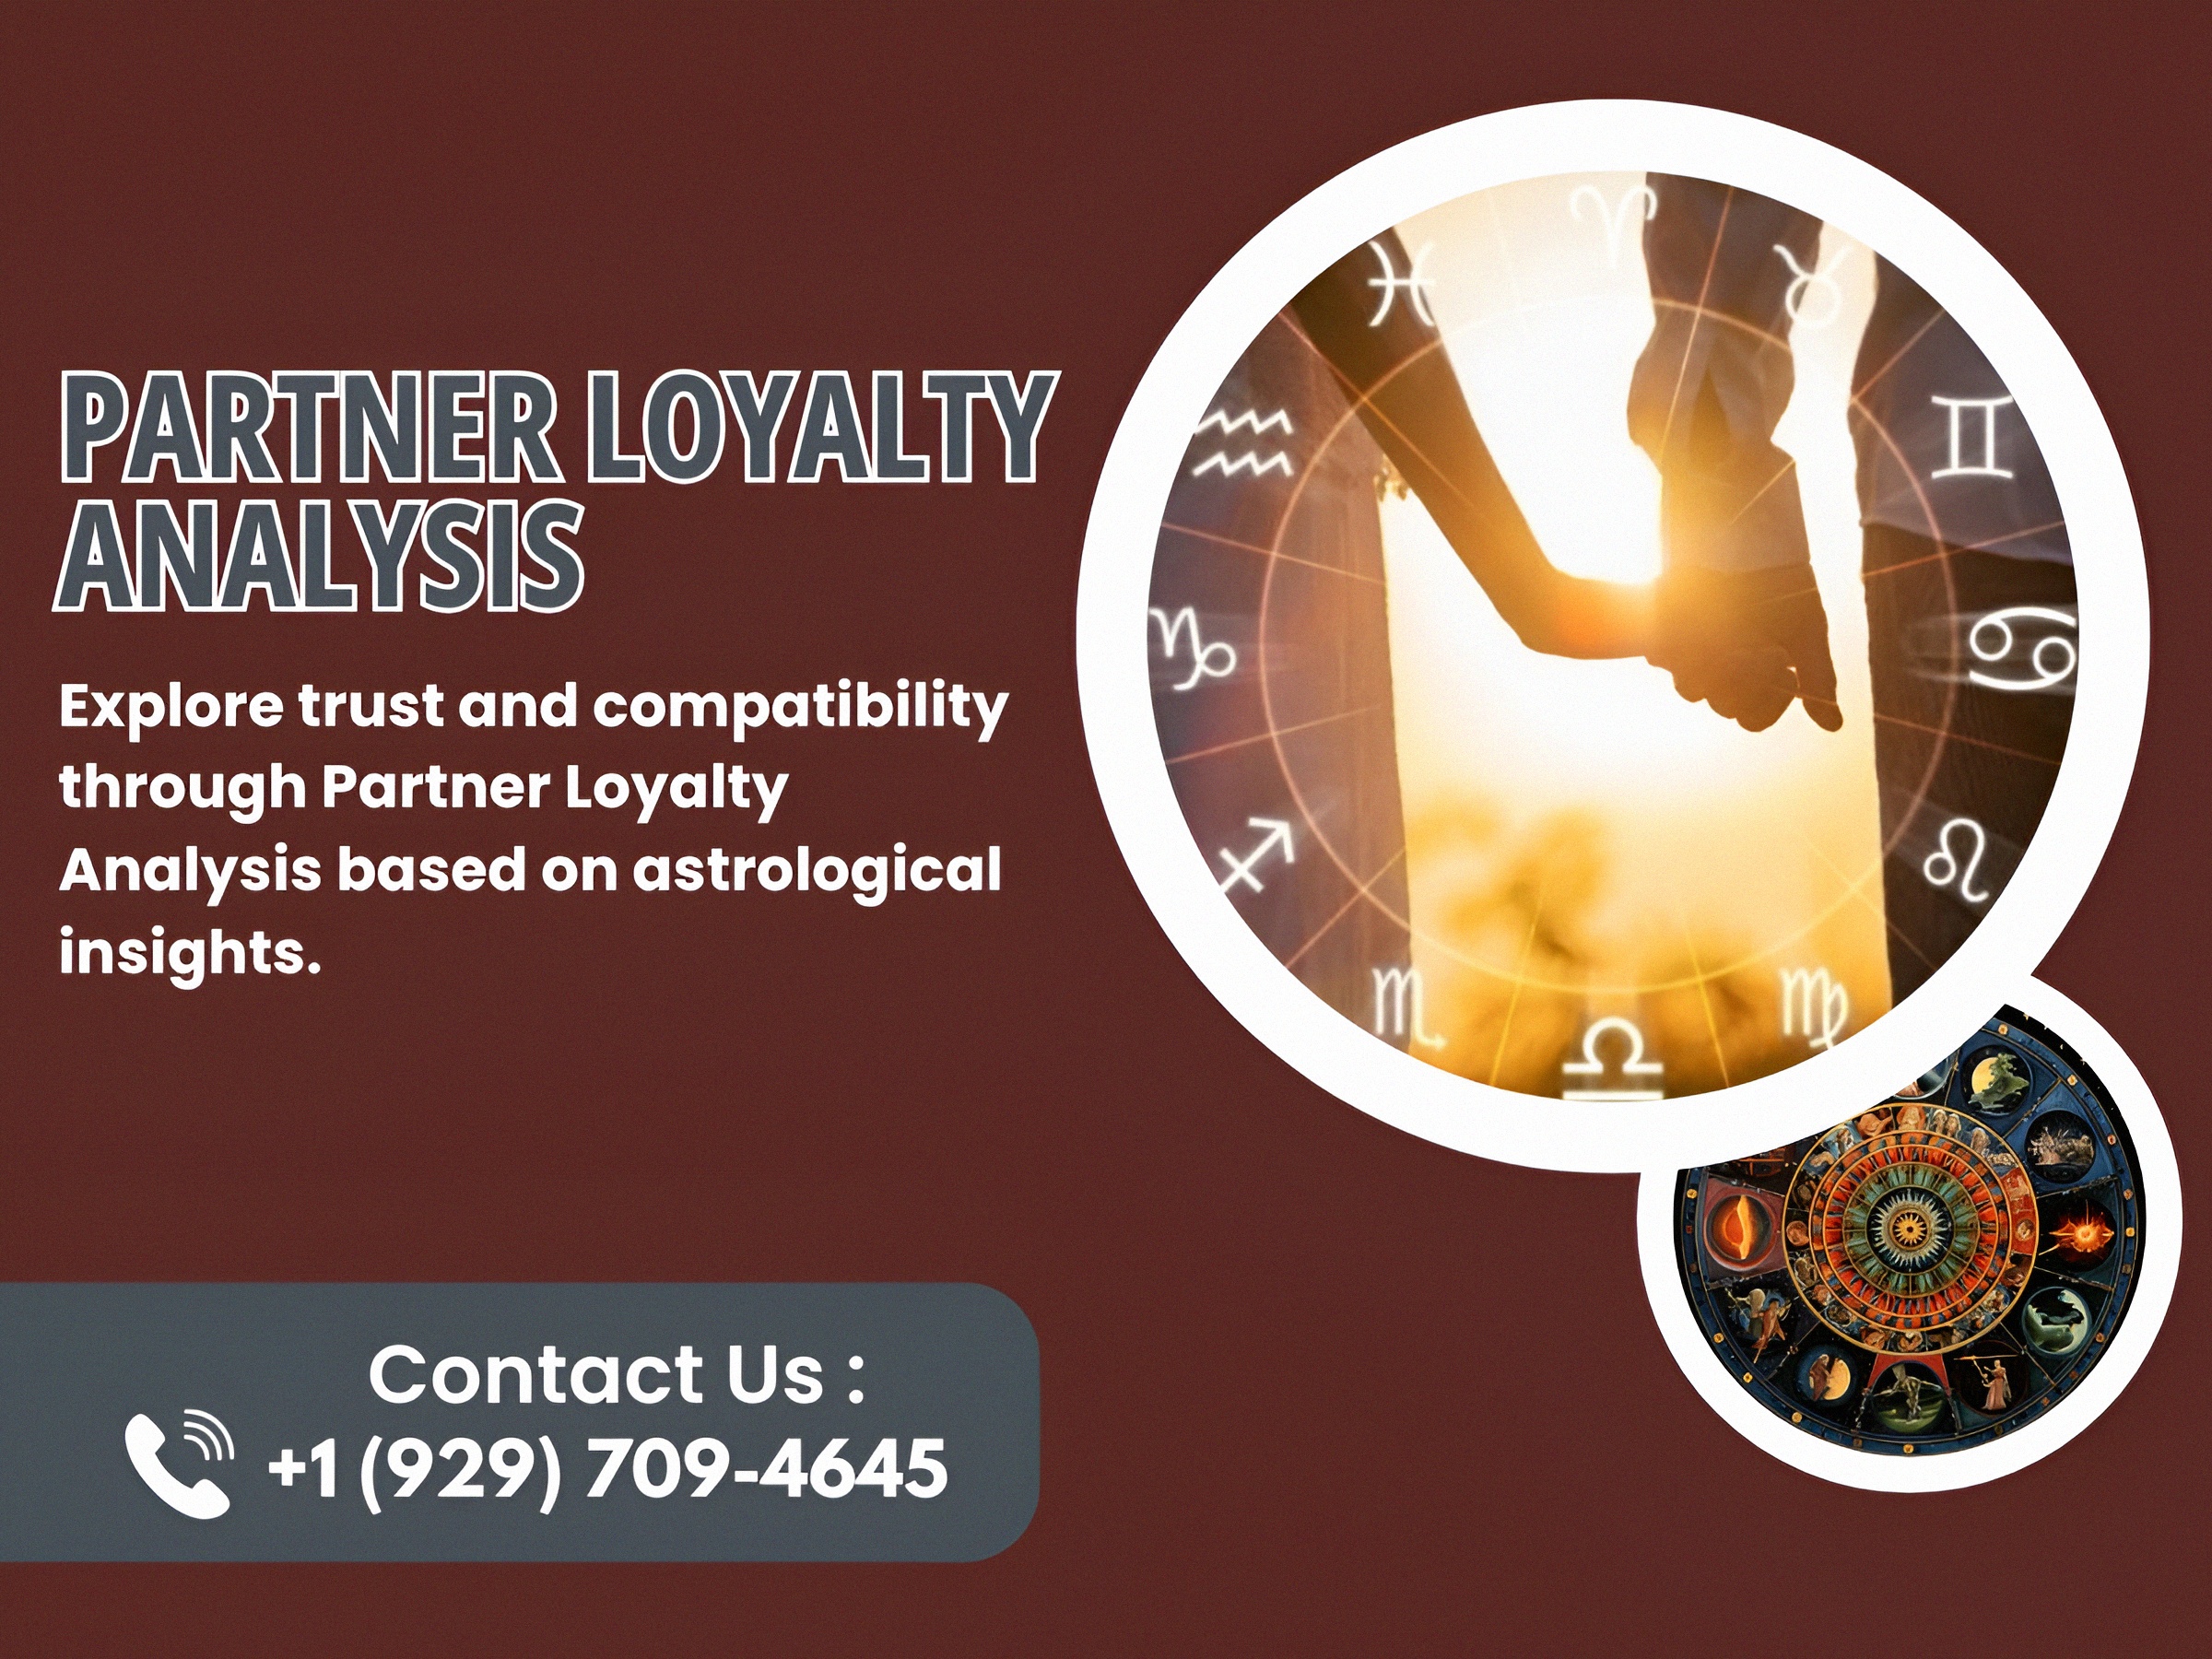 PARTNER LOYALTY
ANALYSIS
Explore trust and compatibility
through Partner Loyalty
Analysis based on astrological
insights.
Contact Us :
+1 (929) 709-4645